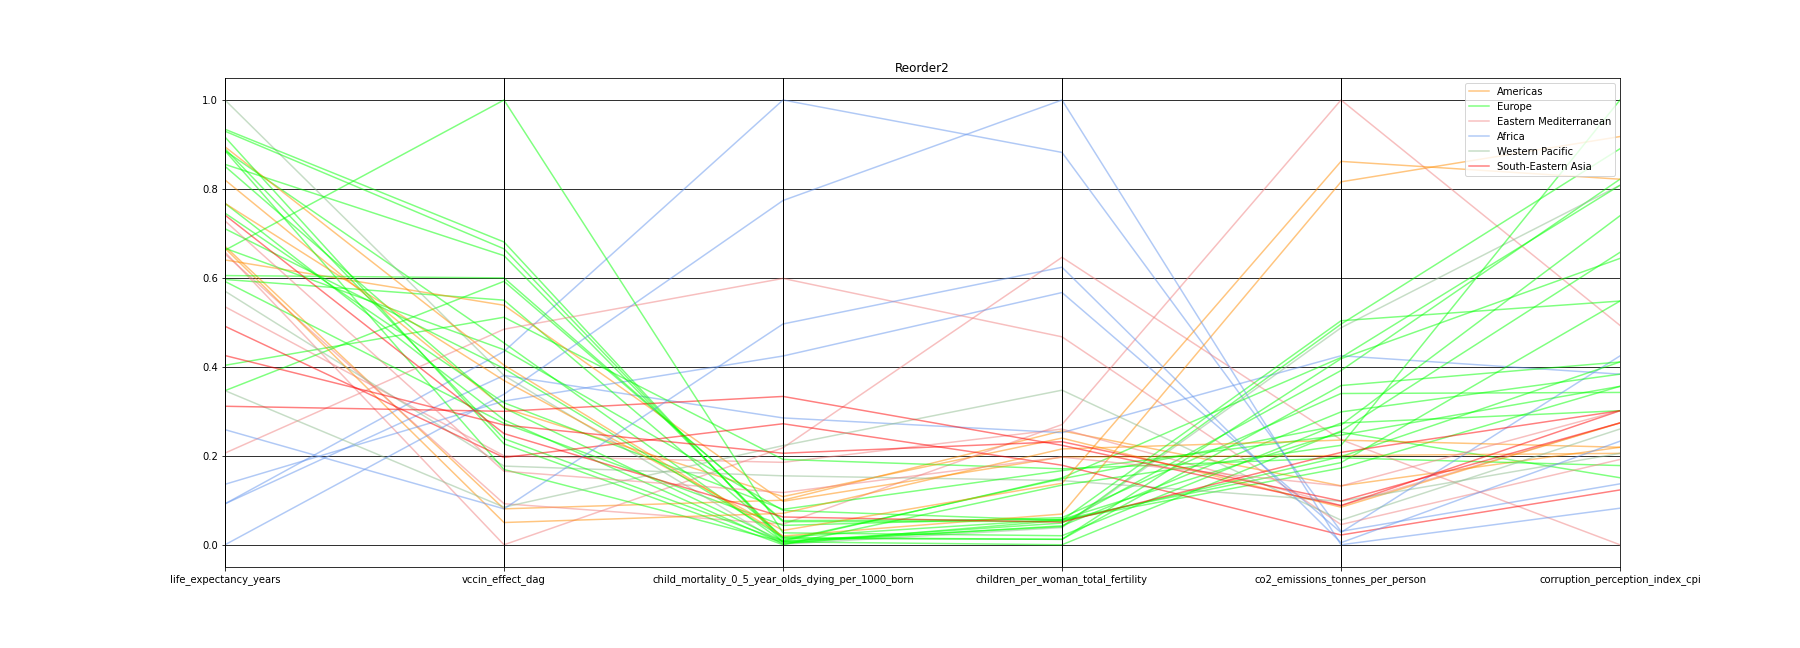 Reorder2
Americas
Europe
Eastern Mediterranean
Africa
Western Pacific
South-Eastern Asia
1.0
0.8
0.6
0.4
0.2
0.0
life_expectancy_years
vccin_effect_dag
child_mortality_0_5_year_olds_dying_per_1000_born
children_per_woman_total_fertility
co2_emissions_tonnes_per_person
corruption_perception_index_cpi